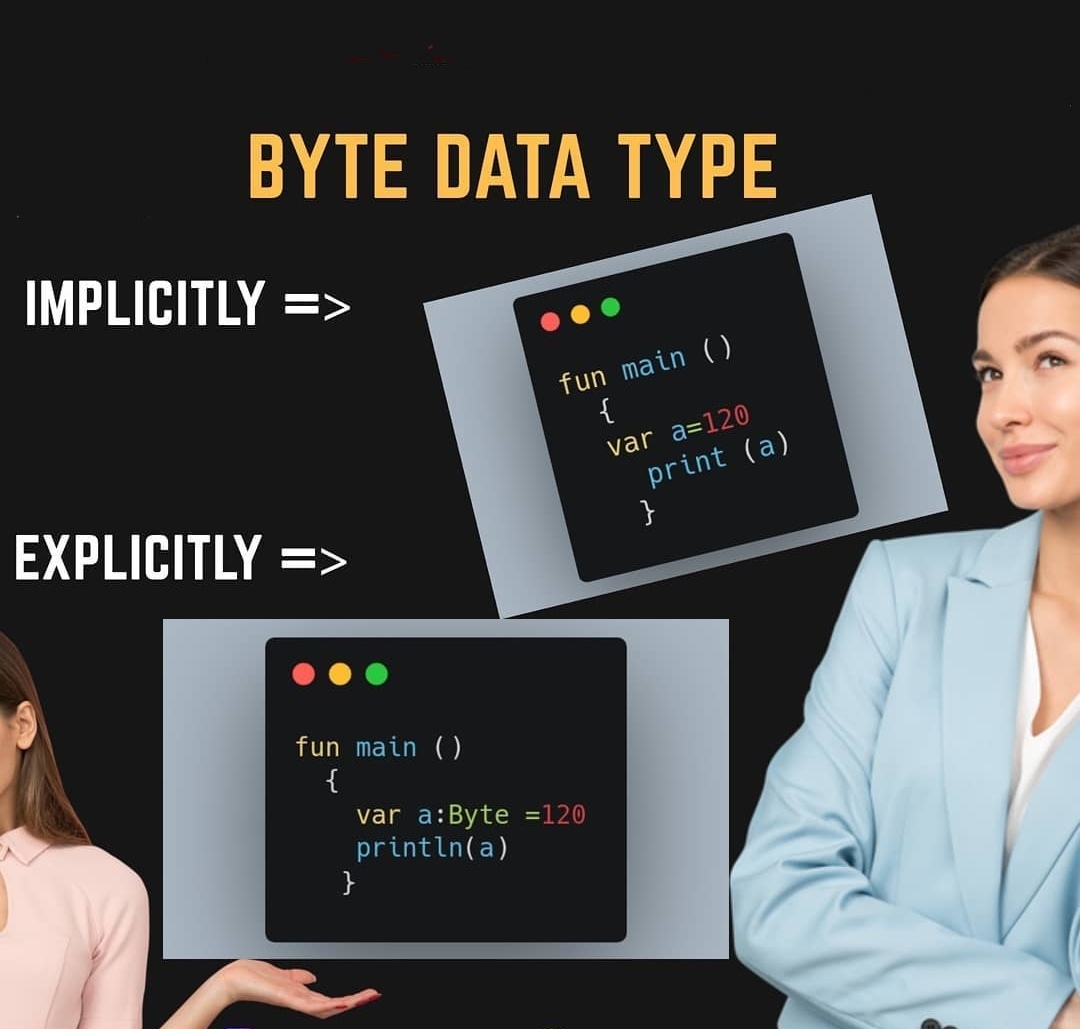 BYTE DATA TYPE
IMPLICITLY =>
fun main ()
{
var a=120
print (a)
}
EXPLICITLY =>
fun main ()
{
var a:Byte =120
println(a)
}